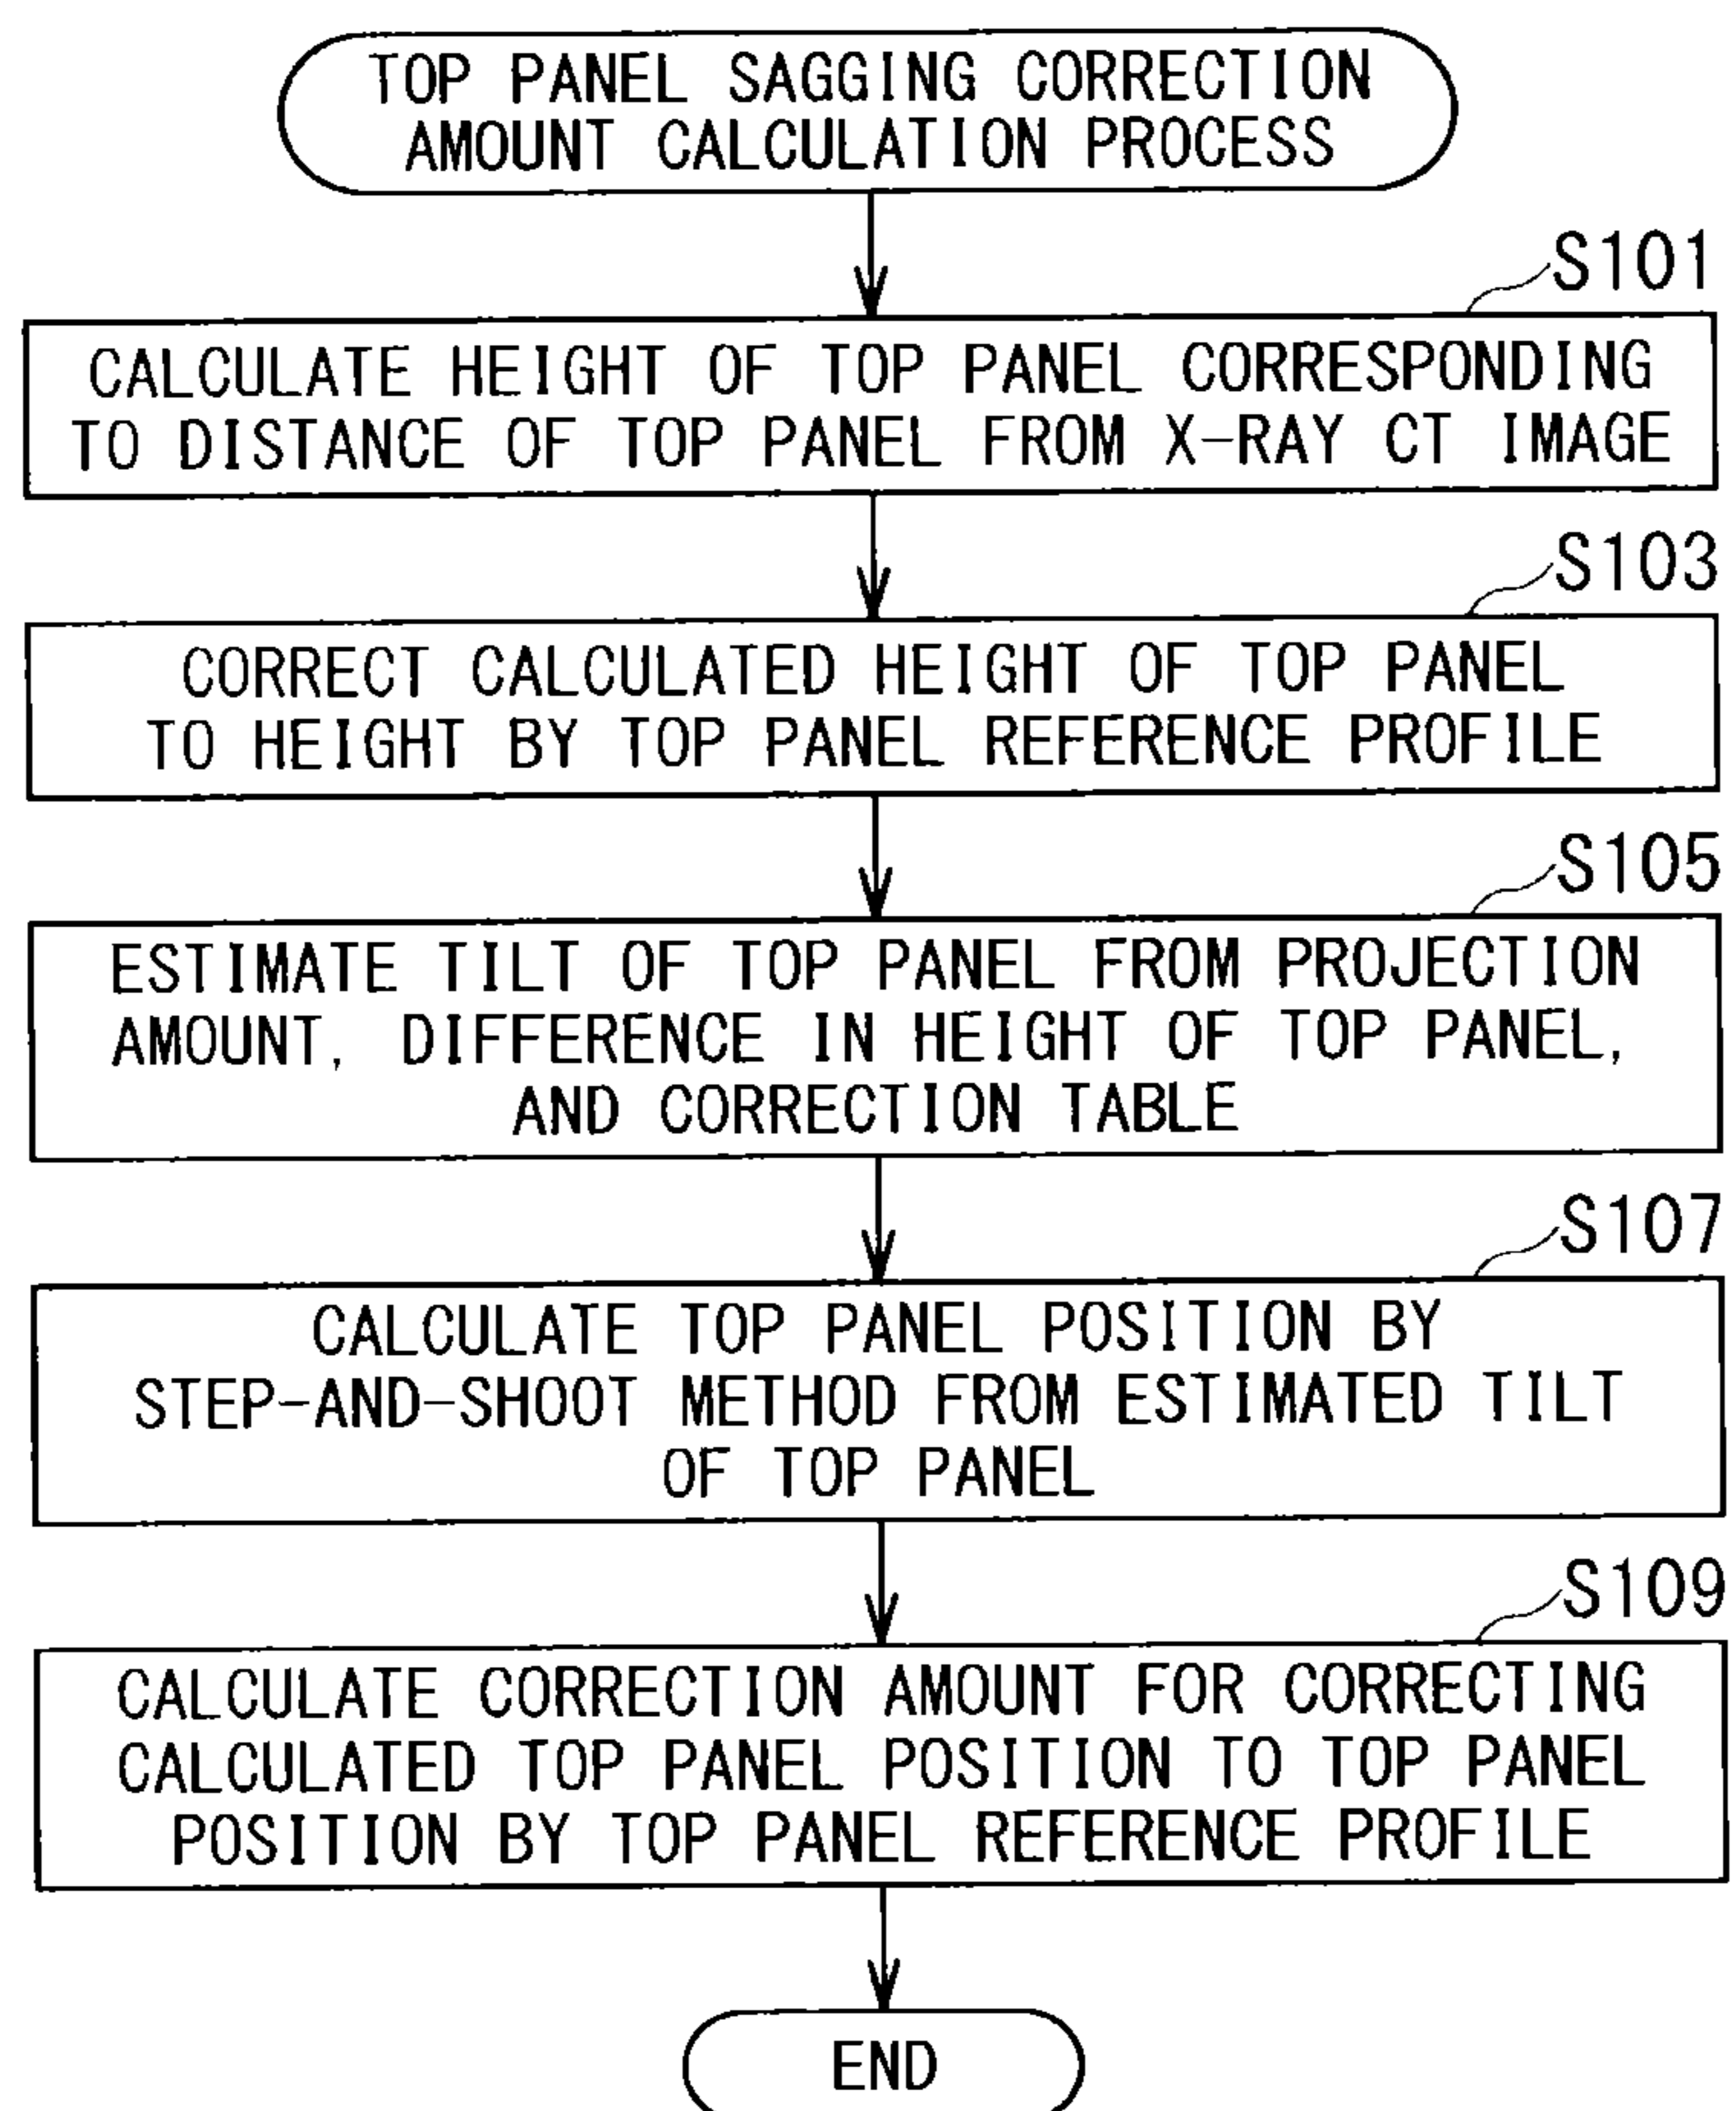 TOP PANEL SAGGING CORRECTION
AMOUNT CALCULATION PROCESS
S101
CALCULATE HEIGHT OF TOP PANEL CORRESPONDING
TO DISTANCE OF TOP PANEL FROM X-RAY CT IMAGE
S103
CORRECT CALCULATED HEIGHT OF TOP PANEL
TO HEIGHT BY TOP PANEL REFERENCE PROFILE
S105
ESTIMATE TILT OF TOP PANEL FROM PROJECTION
AMOUNT, DIFFERENCE IN HEIGHT OF TOP PANEL,
AND CORRECTION TABLE
S107
CALCULATE TOP PANEL POSITION BY
STEP-AND-SHOOT METHOD FROM ESTIMATED TILT
OF TOP PANEL
S109
CALCULATE CORRECTION AMOUNT FOR CORRECTING
CALCULATED TOP PANEL POSITION TO TOP PANEL
POSITION BY TOP PANEL REFERENCE PROFILE
END